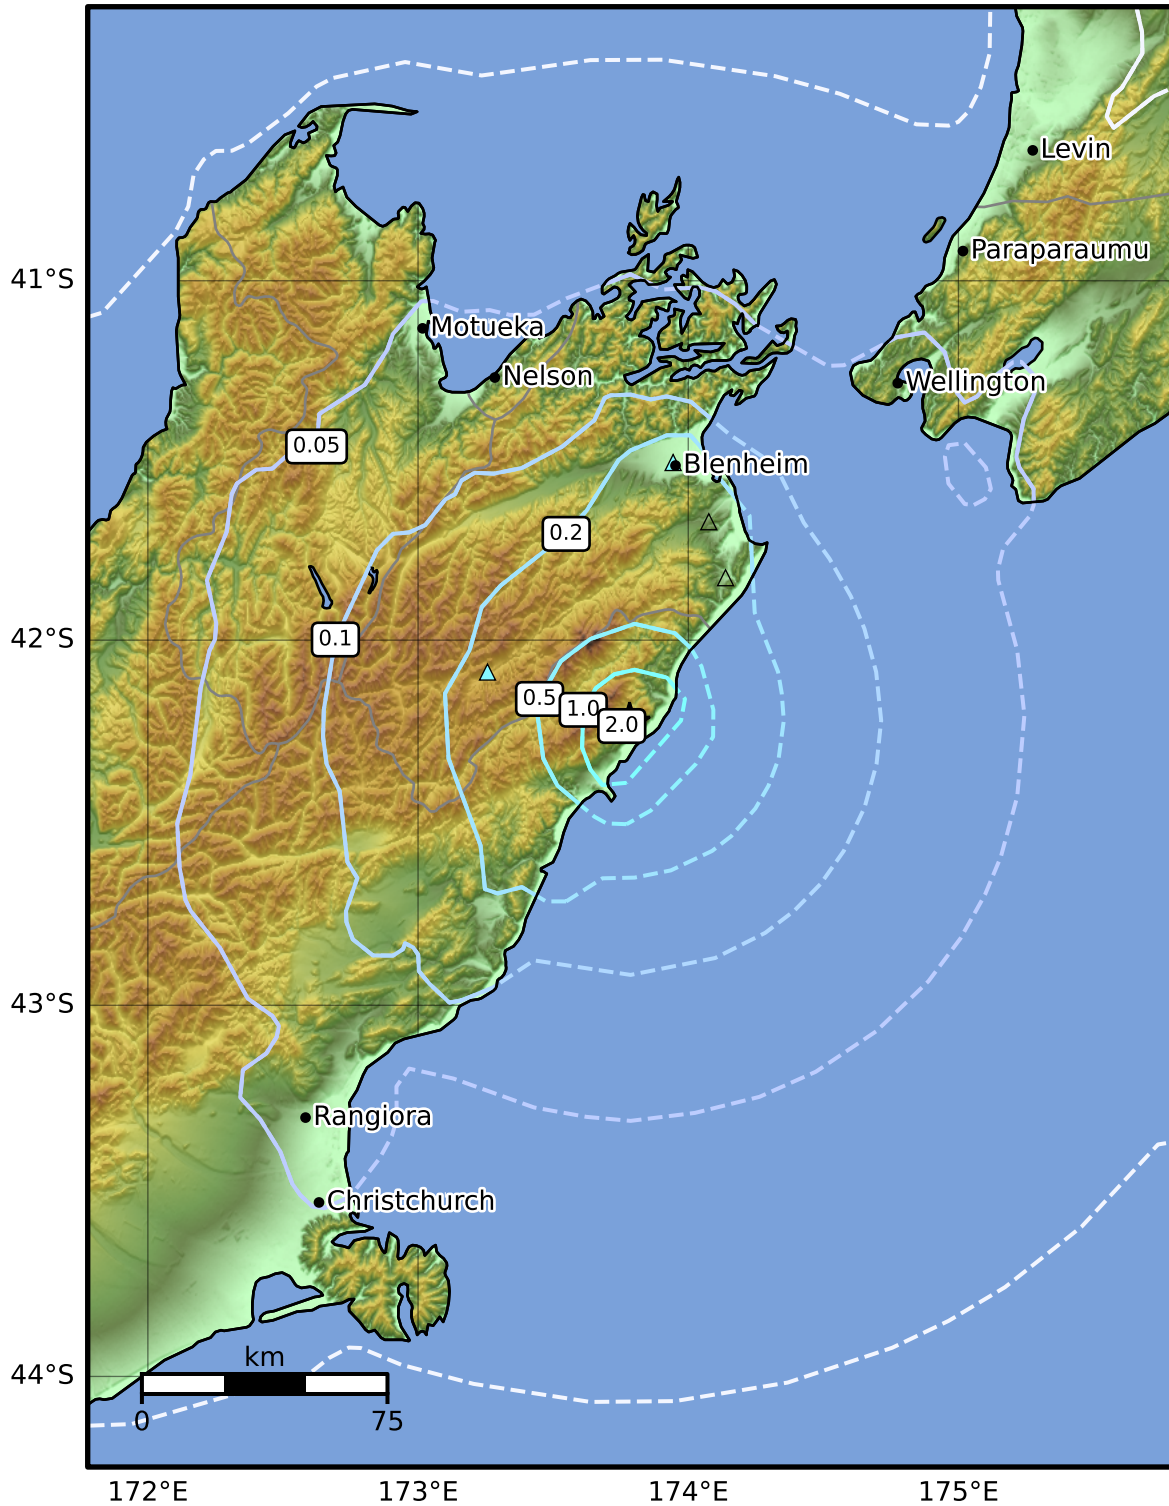 Levin
Paraparaumu
41°S
Motueka
Nelson
Wellington
0.05
Blenheim
0.2
42°S
0.1
0.5
1.0
2.0
43°S
Rangiora
Christchurch
km
44°S
0
75
172°E
173°E
174°E
175°E